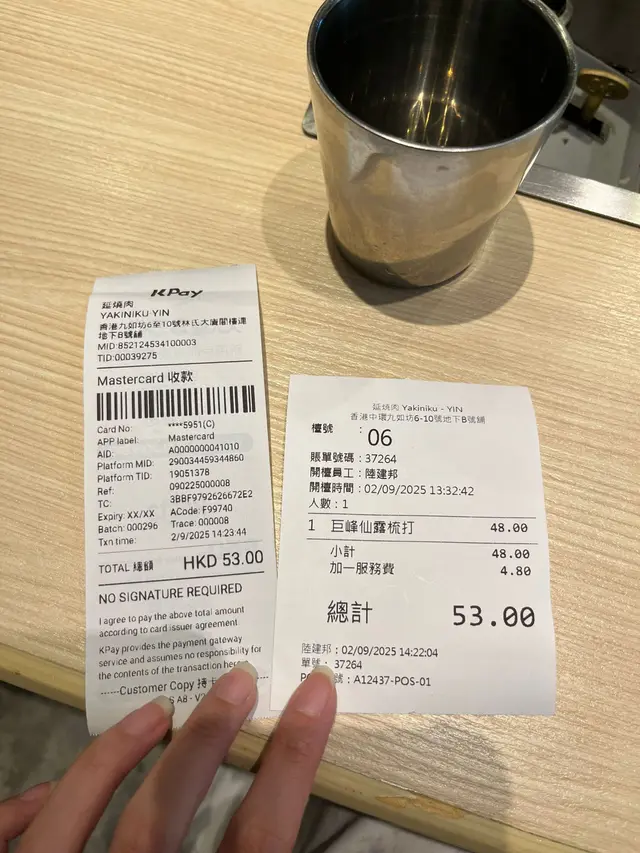 KPay
延燒肉
YAKINIKU YIN
香港九如坊6至10號林氏大廈閣樓連
地下B號舖
MID:852124534100003
TID:00039275
Mastercard 收款
Card No: ****5951(C)
APP label: Mastercard
AID: A0000000041010
Platform MID: 290034459344860
Platform TID: 19051378
Ref: 090225000008
TC: 3BBF9792626672E2
Expiry: XX/XX ACode: F99740
Batch: 000296 Trace: 000008
Txn time: 2/9/2025 14:23:44
TOTAL 總額 HKD 53.00
NO SIGNATURE REQUIRED
I agree to pay the above total amount
according to card issuer agreement
KPay provides the payment gateway
service and assumes no responsibility for
the contents of the transaction
------Customer Copy 持
A8
延燒肉 Yakiniku - YIN
香港中環九如坊6-10號地下B號舖
檯號 : 06
賬單號碼 : 37264
開檯員工 : 陸建邦
開檯時間 : 02/09/2025 13:32:42
人數 : 1
1 巨峰仙露梳打 48.00
小計 48.00
加一服務費 4.80
總計 53.00
陸建邦 : 02/09/2025 14:22:04
單號 : 37264
號 : A12437-POS-01